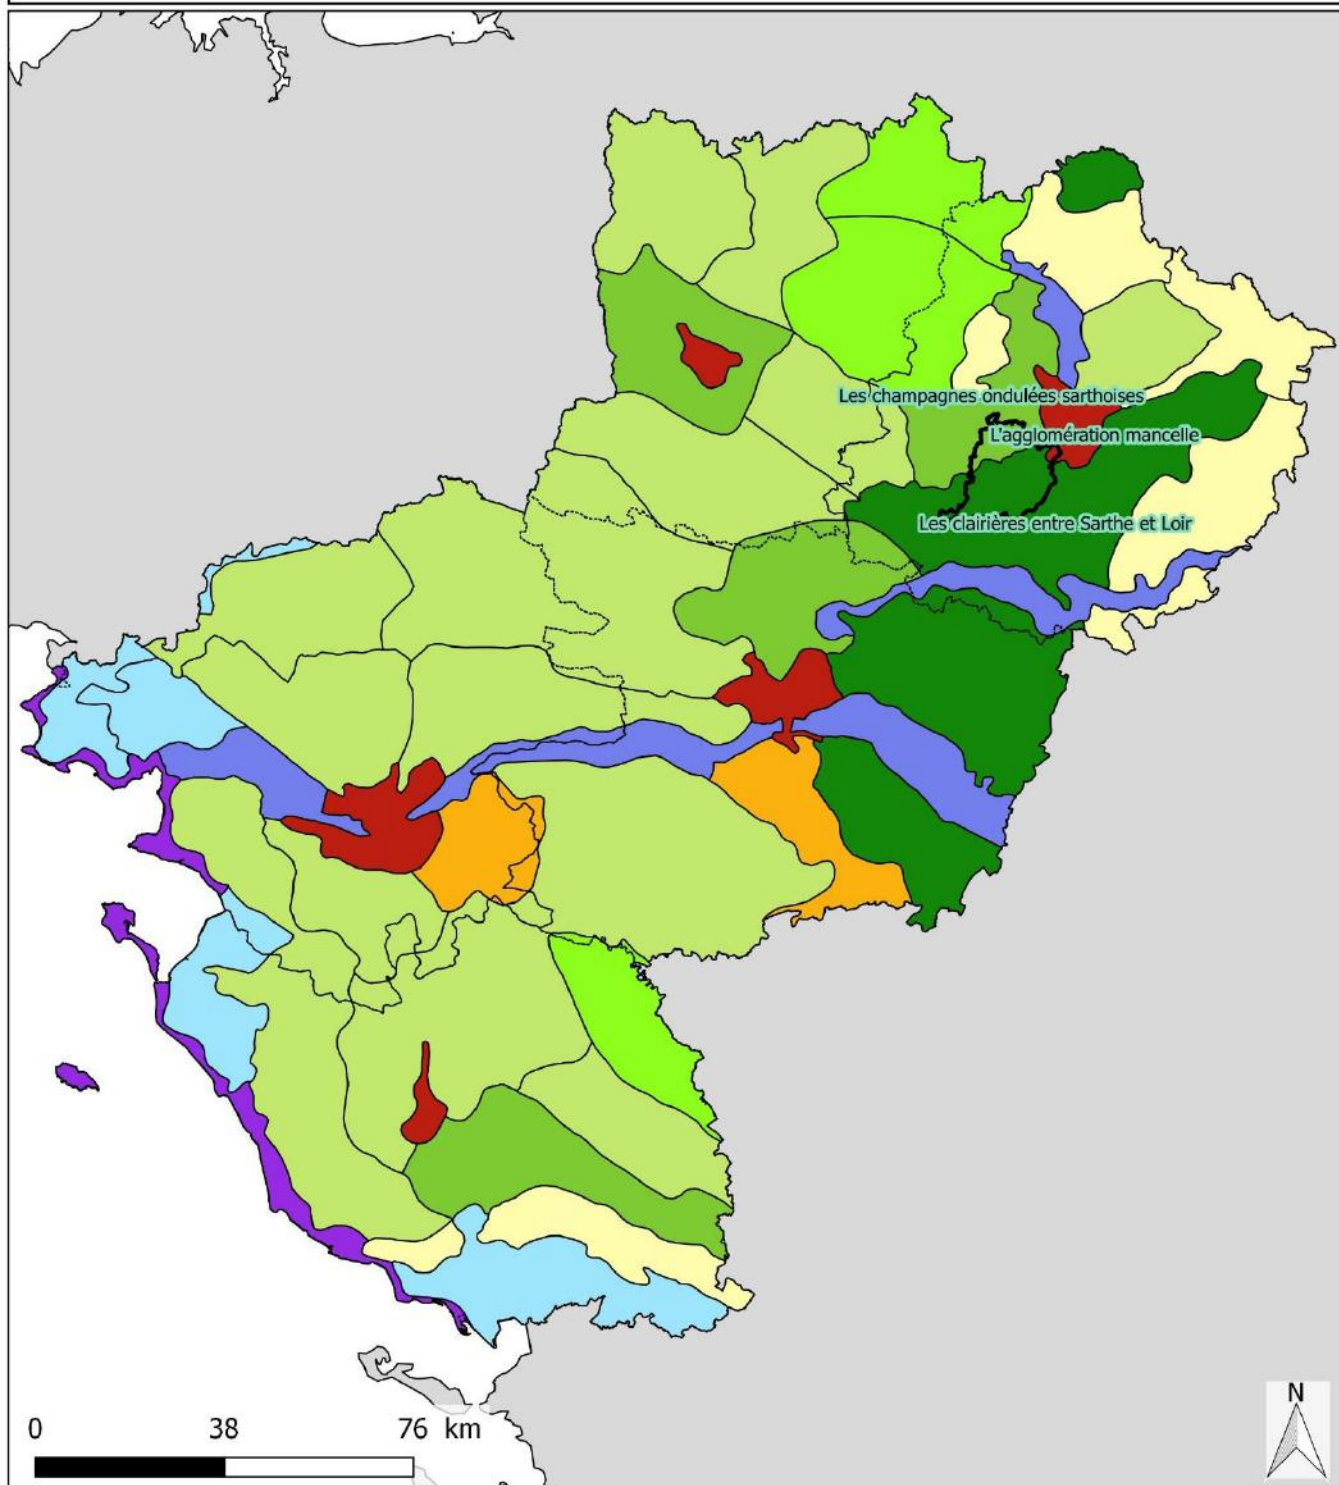 Les champagnes ondulées sarthoises
L'agglomération mancelle
Les clairières entre Sarthe et Loir
0 38 76 km
N